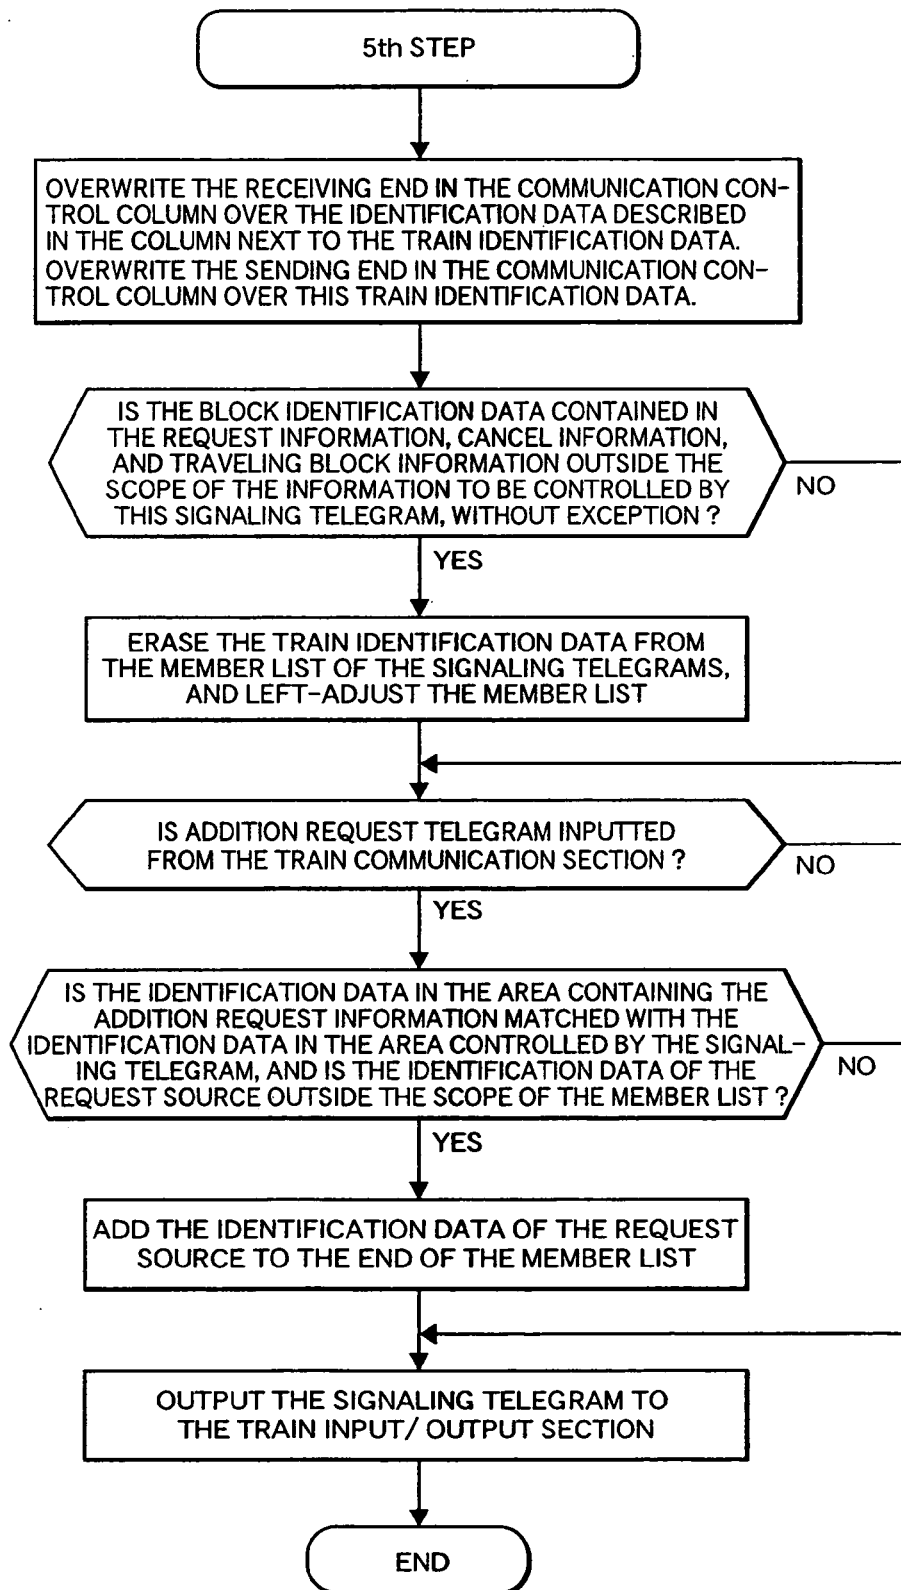 5th STEP
OVERWRITE THE RECEIVING END IN THE COMMUNICATION CON-
TROL COLUMN OVER THE IDENTIFICATION DATA DESCRIBED
IN THE COLUMN NEXT TO THE TRAIN IDENTIFICATION DATA.
OVERWRITE THE SENDING END IN THE COMMUNICATION CON-
TROL COLUMN OVER THIS TRAIN IDENTIFICATION DATA.
IS THE BLOCK IDENTIFICATION DATA CONTAINED IN
THE REQUEST INFORMATION, CANCEL INFORMATION,
AND TRAVELING BLOCK INFORMATION OUTSIDE THE
SCOPE OF THE INFORMATION TO BE CONTROLLED BY
THIS SIGNALING TELEGRAM, WITHOUT EXCEPTION ?
NO
YES
ERASE THE TRAIN IDENTIFICATION DATA FROM
THE MEMBER LIST OF THE SIGNALING TELEGRAMS,
AND LEFT-ADJUST THE MEMBER LIST
IS ADDITION REQUEST TELEGRAM INPUTTED
FROM THE TRAIN COMMUNICATION SECTION ?
NO
YES
IS THE IDENTIFICATION DATA IN THE AREA CONTAINING THE
ADDITION REQUEST INFORMATION MATCHED WITH THE
IDENTIFICATION DATA IN THE AREA CONTROLLED BY THE SIGNAL-
ING TELEGRAM, AND IS THE IDENTIFICATION DATA OF THE
REQUEST SOURCE OUTSIDE THE SCOPE OF THE MEMBER LIST ?
NO
YES
ADD THE IDENTIFICATION DATA OF THE REQUEST
SOURCE TO THE END OF THE MEMBER LIST
OUTPUT THE SIGNALING TELEGRAM TO
THE TRAIN INPUT/ OUTPUT SECTION
END